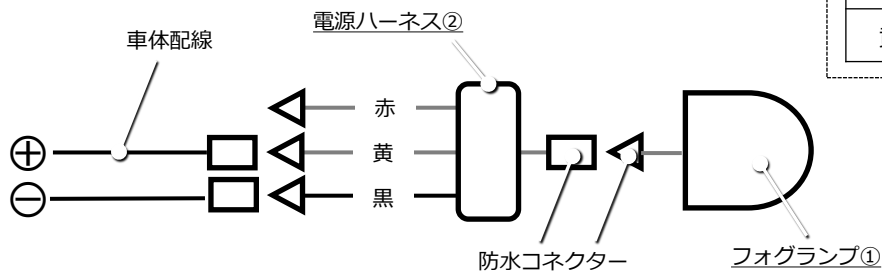 電源ハーネス②
車体配線
赤
黄
黒
防水コネクター
フォグランプ①